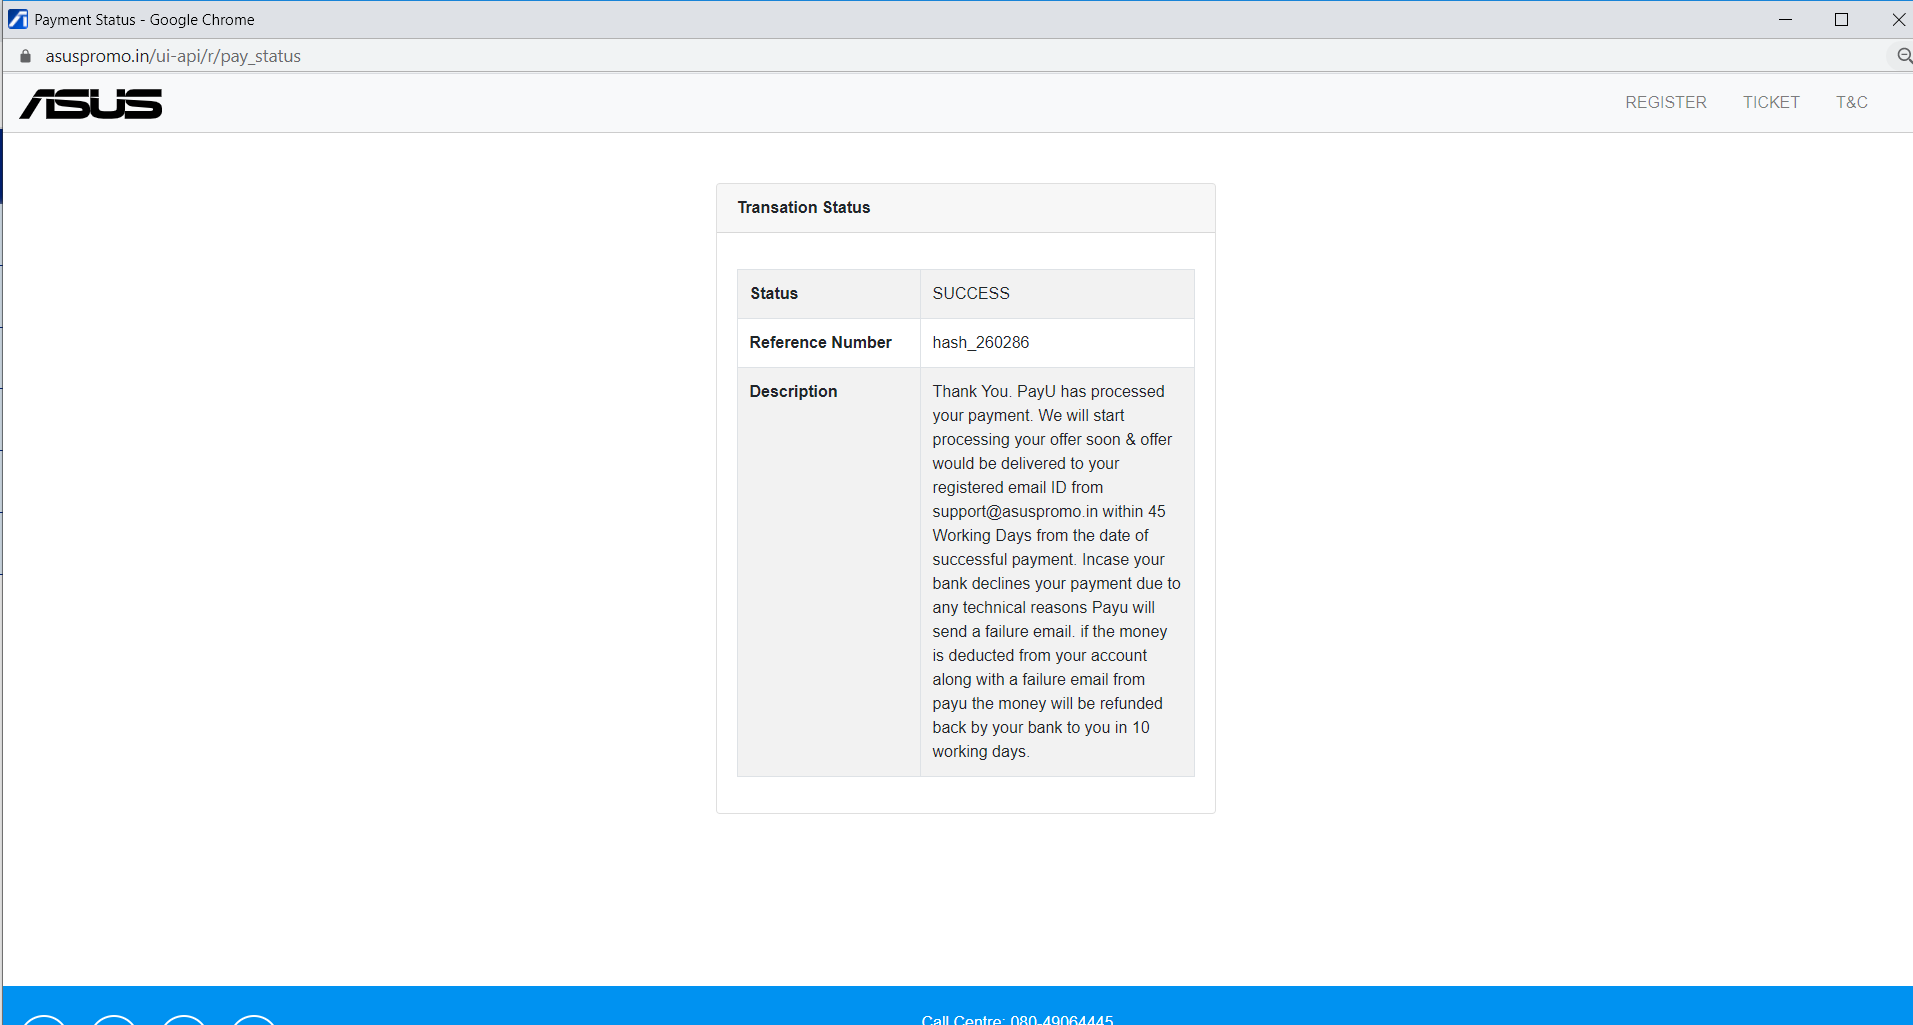 Payment Status - Google Chrome
asuspromo.in/ui-api/r/pay_status
ASUS
REGISTER TICKET T&C
Transation Status
Status SUCCESS
Reference Number hash_260286
Description Thank You. PayU has processed
your payment. We will start
processing your offer soon & offer
would be delivered to your
registered email ID from
support@asuspromo.in within 45
Working Days from the date of
successful payment. Incase your
bank declines your payment due to
any technical reasons Payu will
send a failure email. if the money
is deducted from your account
along with a failure email from
payu the money will be refunded
back by your bank to you in 10
working days.
Call Centre: 080-49064445